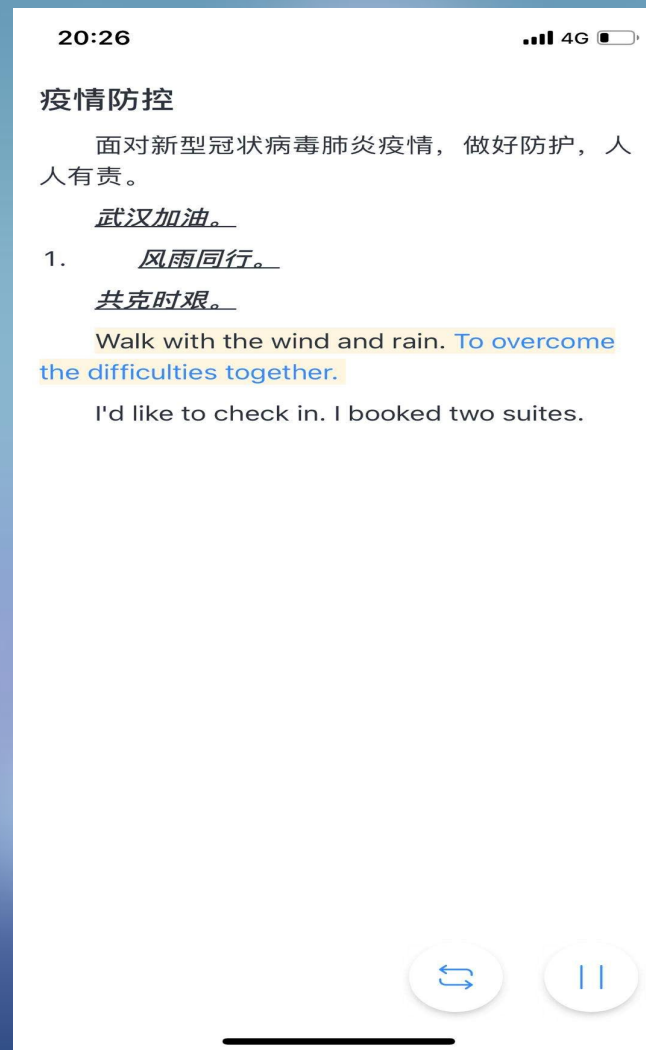 20:26 4G
疫情防控
面对新型冠状病毒肺炎疫情，做好防护，人
人有责。
武汉加油。
1. 风雨同行。
共克时艰。
Walk with the wind and rain. To overcome
the difficulties together.
I'd like to check in. I booked two suites.